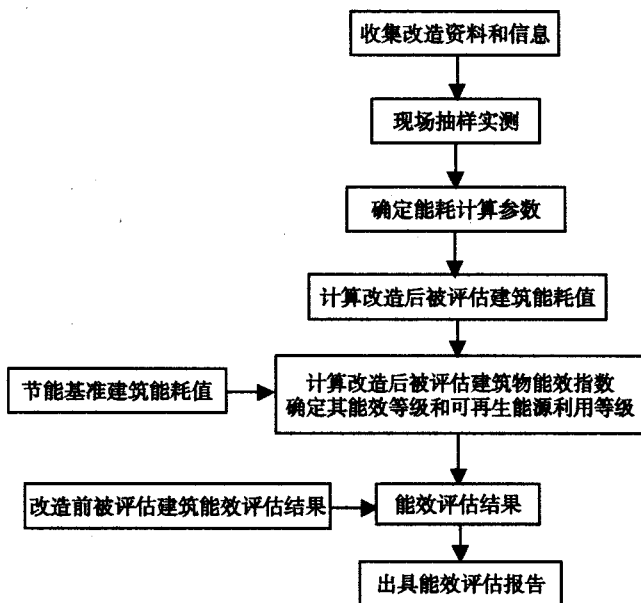 收集改造资料和信息
现场抽样实测
确定能耗计算参数
计算改造后被评估建筑能耗值
节能基准建筑能耗值
计算改造后被评估建筑物能效指数
确定其能效等级和可再生能源利用等级
改造前被评估建筑能效评估结果
能效评估结果
出具能效评估报告